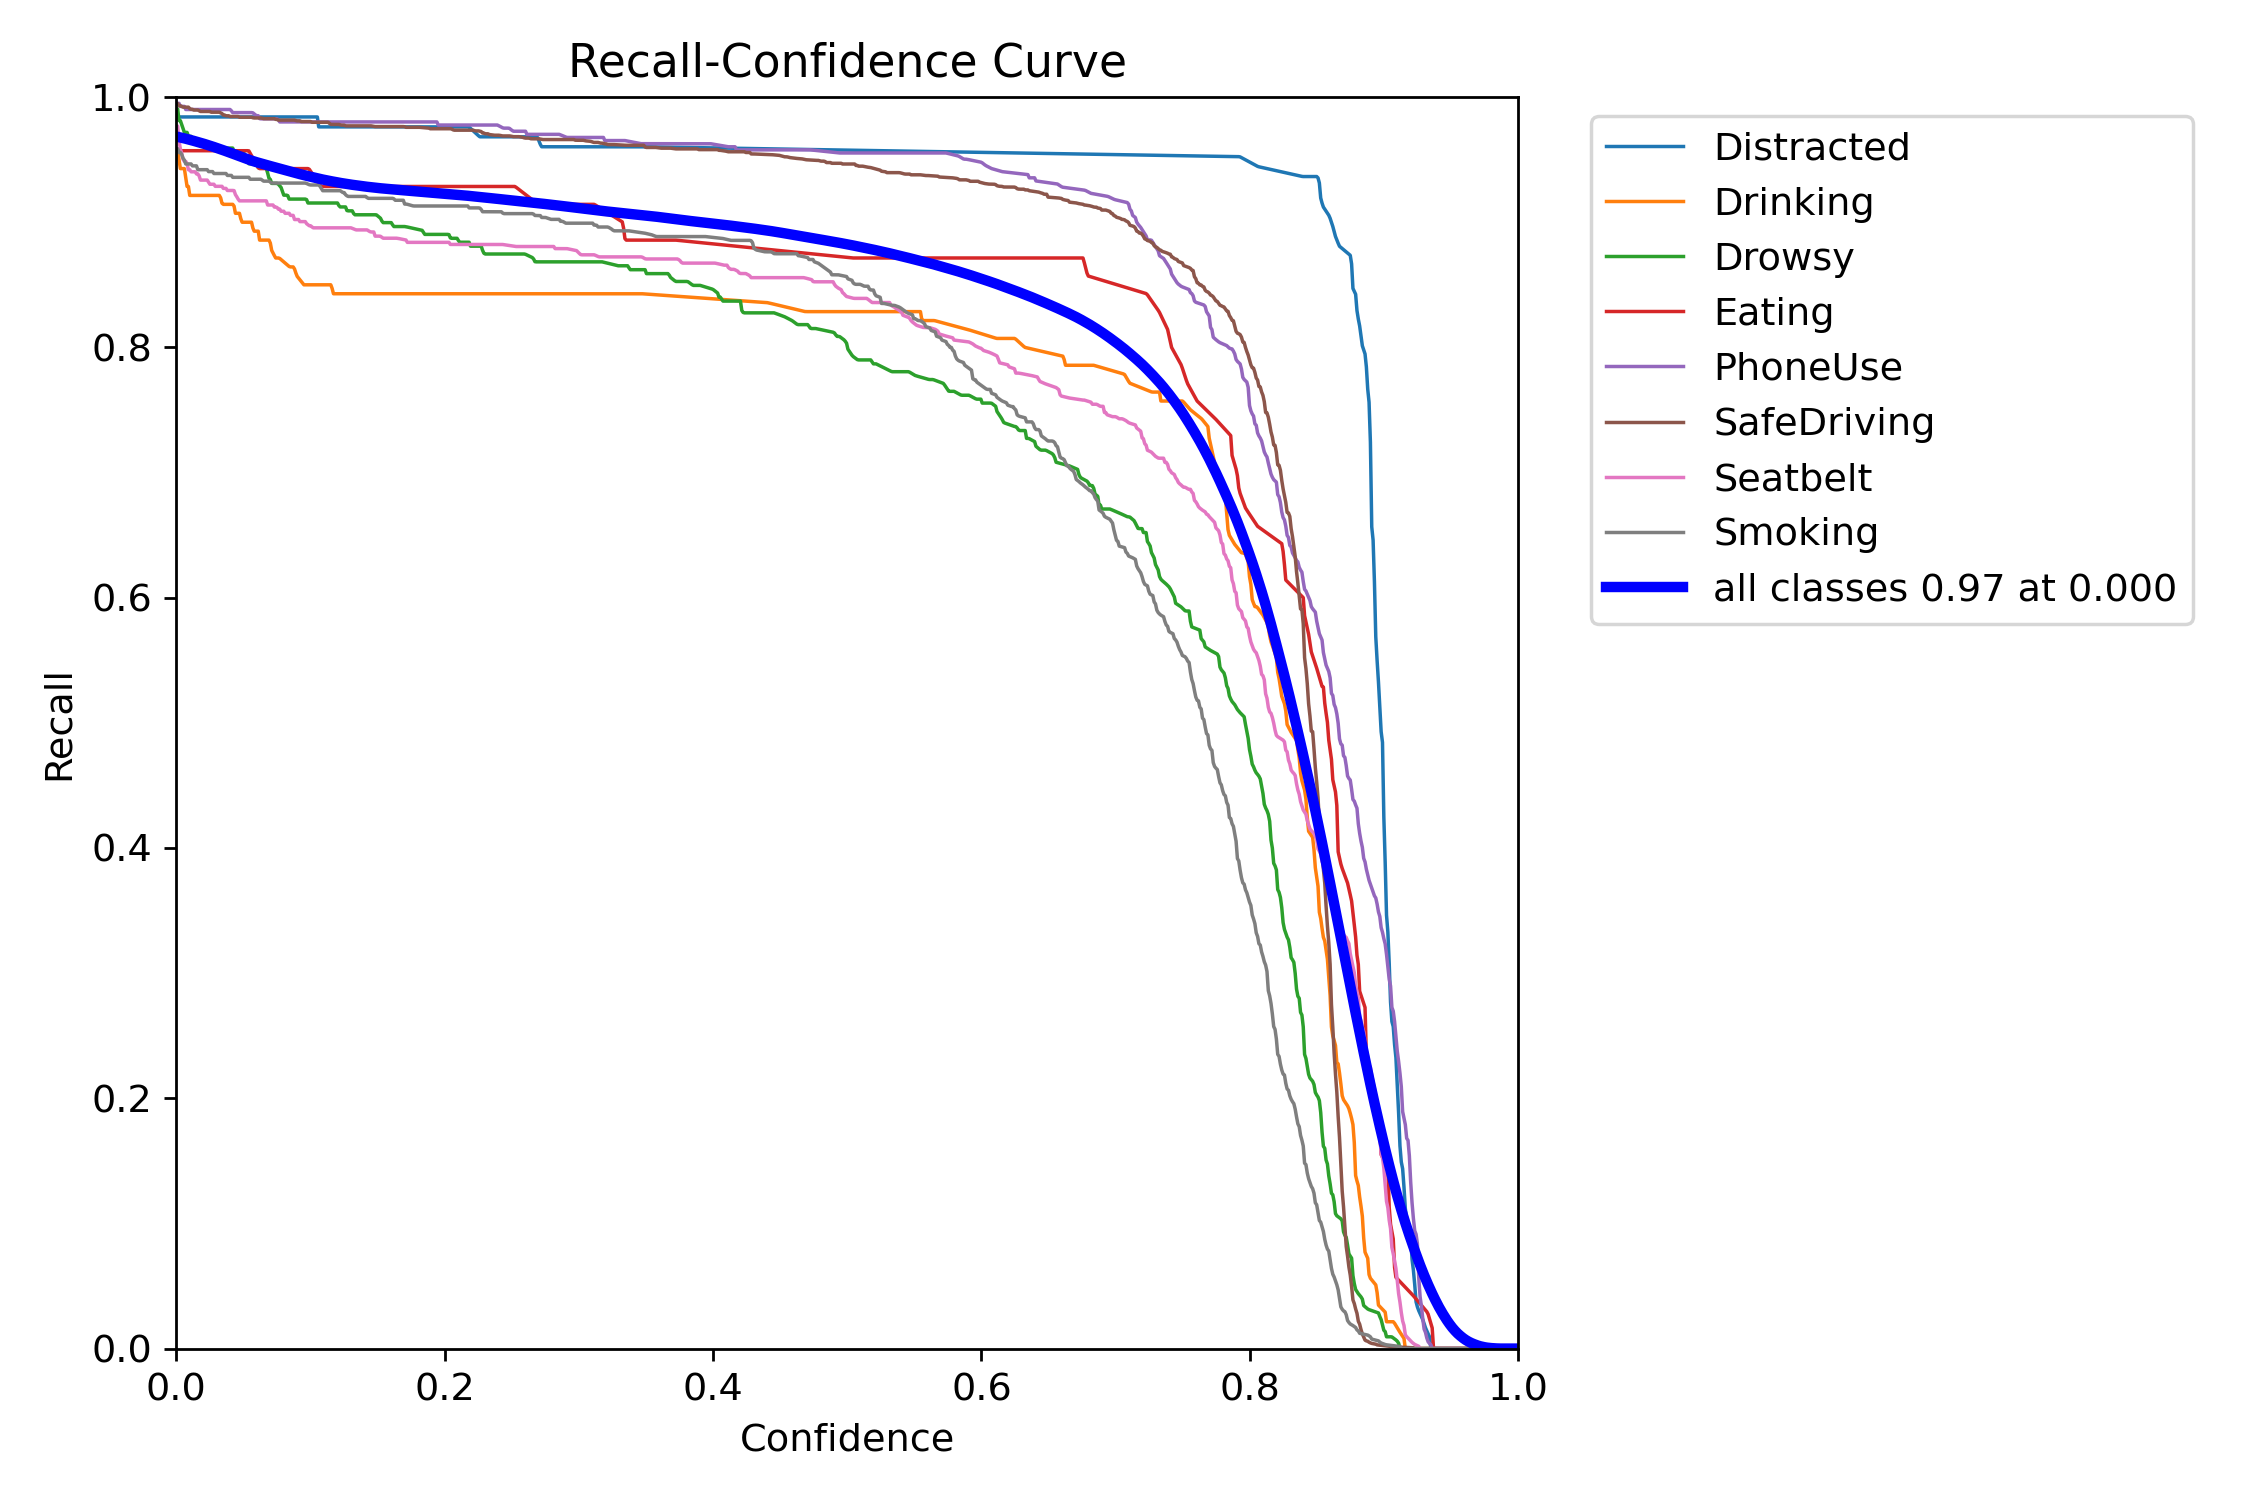 Recall-Confidence Curve
1.0
0.8
0.6
0.4
0.2
0.0
Recall
0.0 0.2 0.4 0.6 0.8 1.0
Confidence
Distracted
Drinking
Drowsy
Eating
PhoneUse
SafeDriving
Seatbelt
Smoking
all classes 0.97 at 0.000